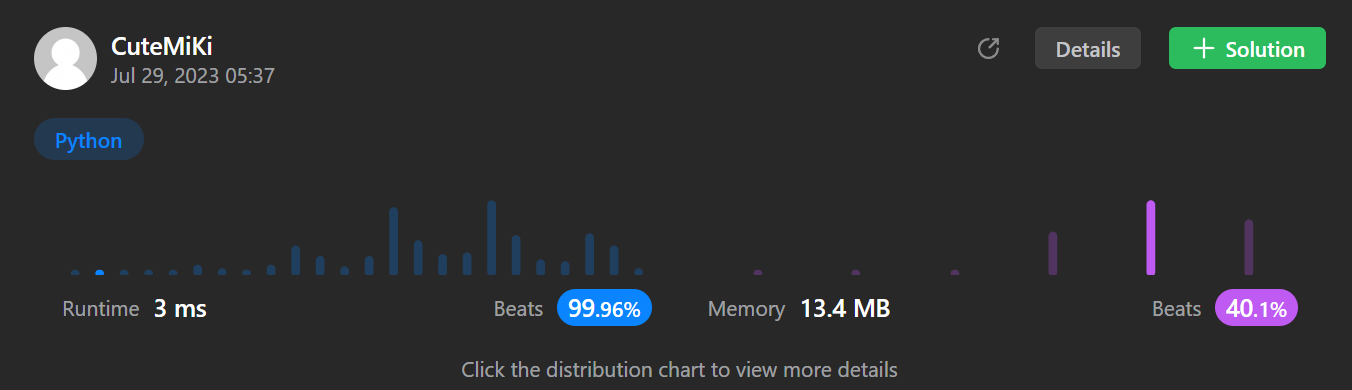 CuteMiKi
Jul 29, 2023 05:37
Details
Solution
Python
Runtime 3 ms Beats 99.96% Memory 13.4 MB Beats 40.1%
Click the distribution chart to view more details